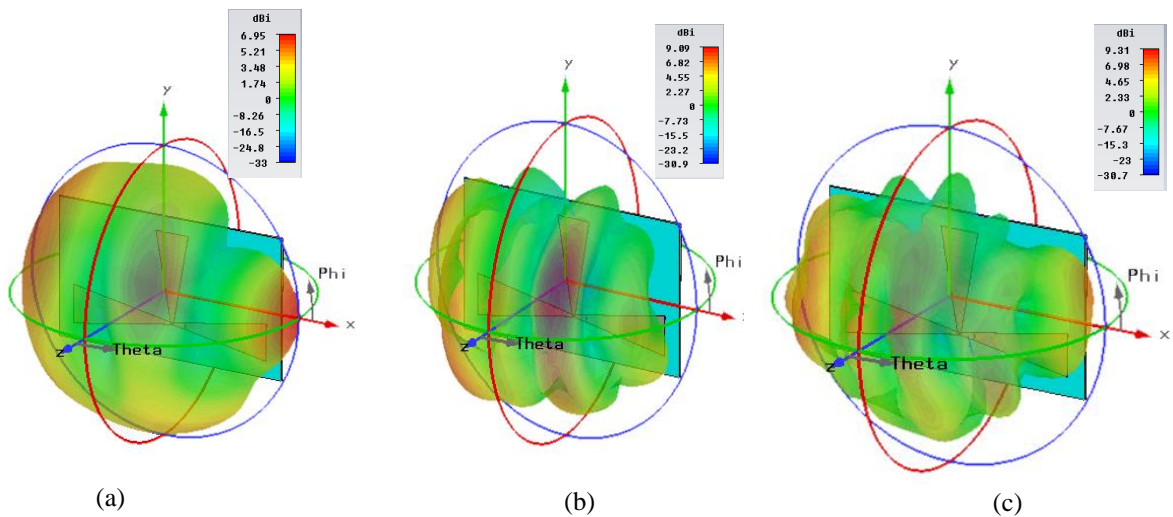 dBi
6.95
5.21
3.48
1.74
0
-8.26
-16.5
-24.8
-33
y
Phi
x
z
Theta
(a)
dBi
9.09
6.82
4.55
2.27
0
-7.73
-15.5
-23.2
-30.9
y
Phi
z
Theta
(b)
dBi
9.31
6.98
4.65
2.33
0
-7.67
-15.3
-23
-30.7
y
Phi
x
z
Theta
(c)